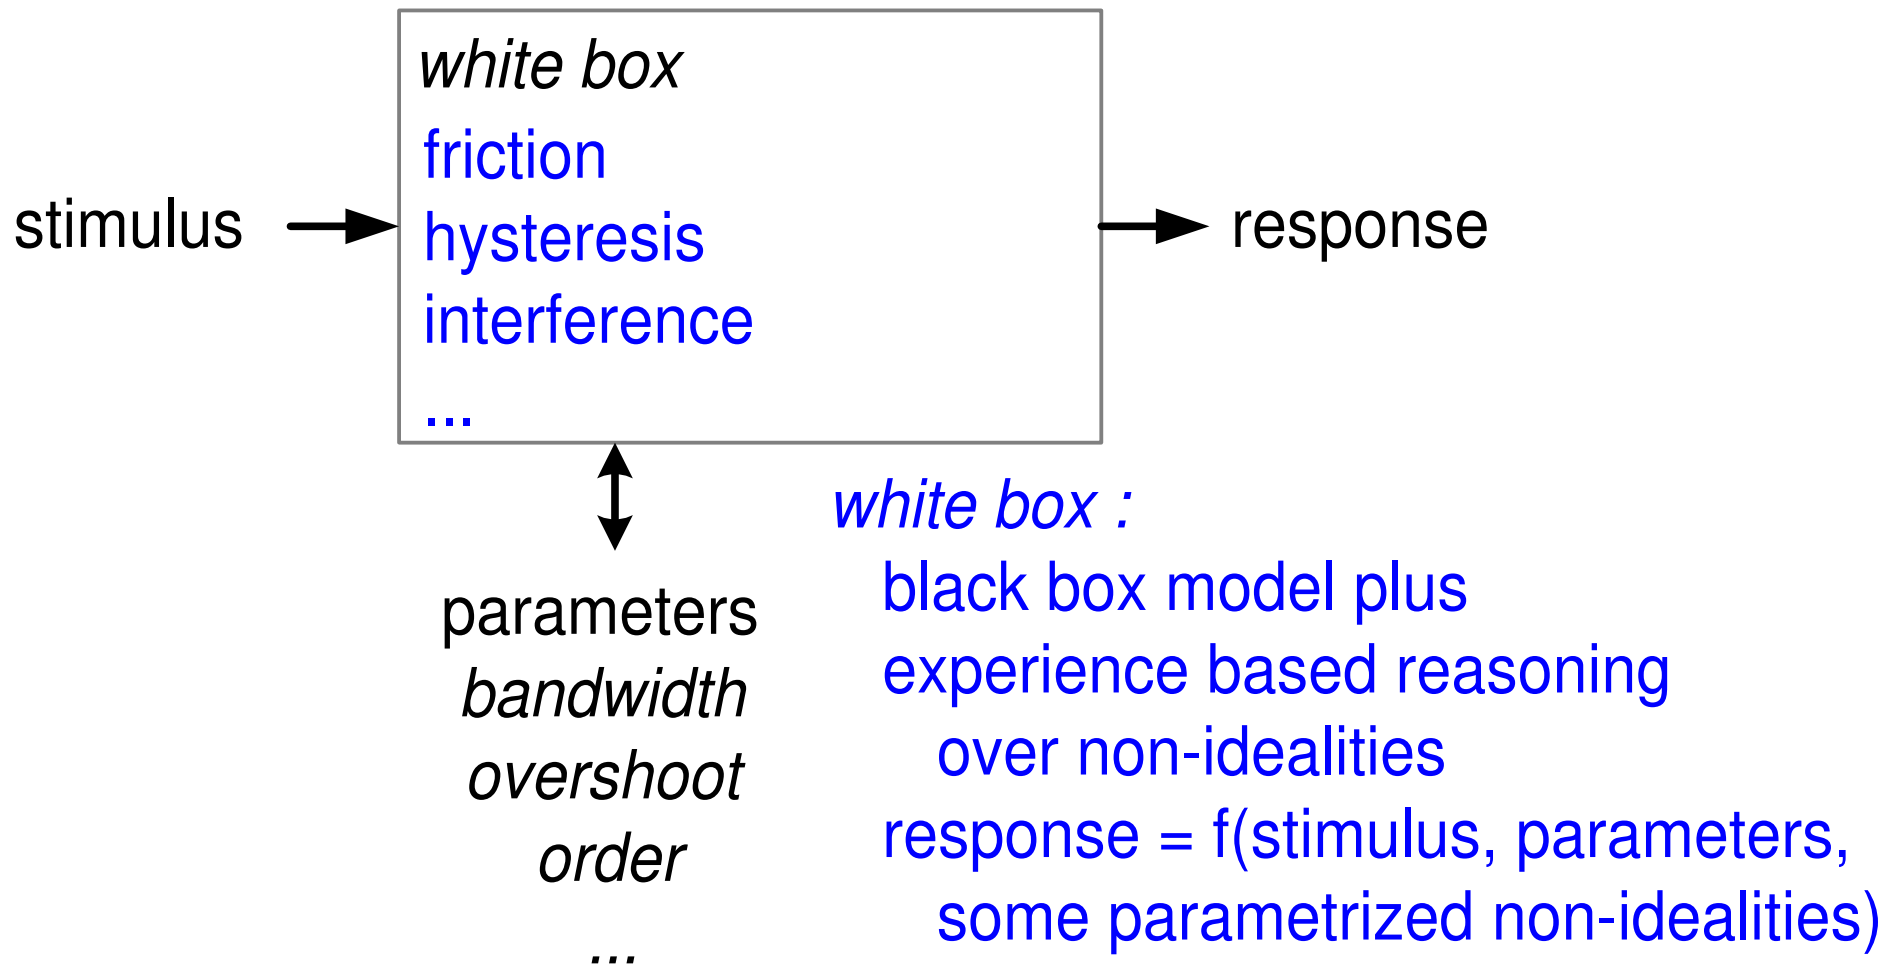 white box
friction
hysteresis
interference
...
stimulus
response
parameters
bandwidth
overshoot
order
...
white box :
black box model plus
experience based reasoning
over non-idealities
response = f(stimulus, parameters,
some parametrized non-idealities)